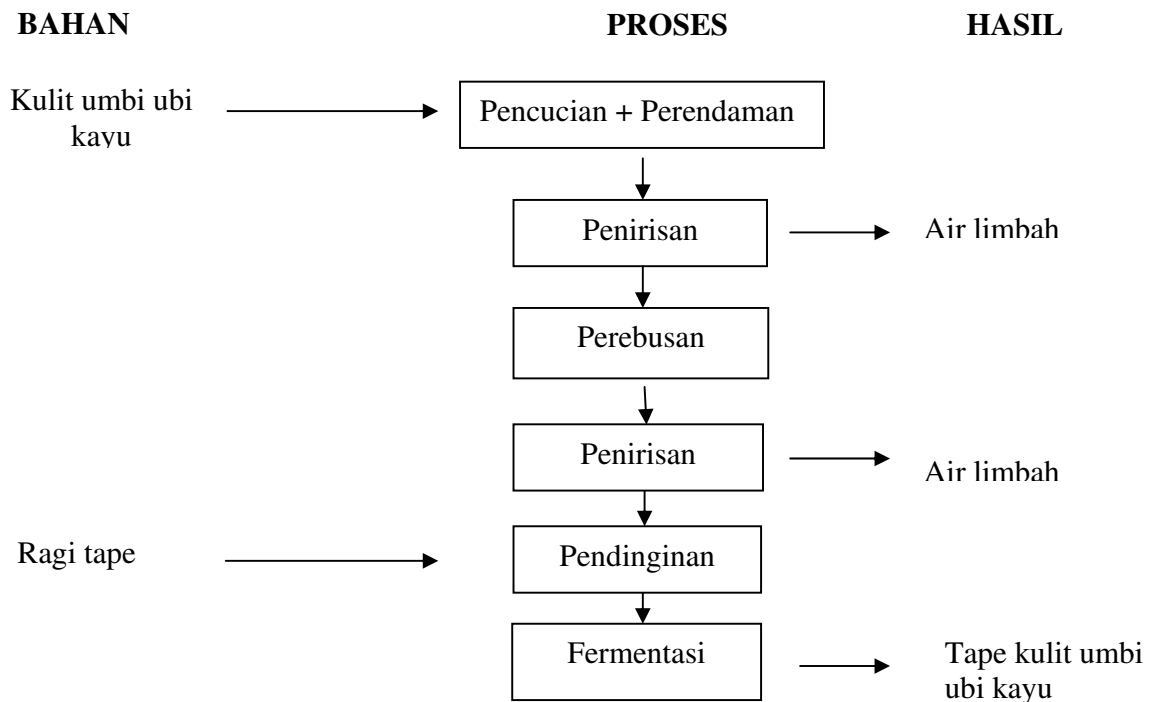 BAHAN PROSES HASIL
Kulit umbi ubi
kayu
Pencucian + Perendaman
Penirisan
Air limbah
Perebusan
Penirisan
Air limbah
Ragi tape
Pendinginan
Fermentasi
Tape kulit umbi
ubi kayu